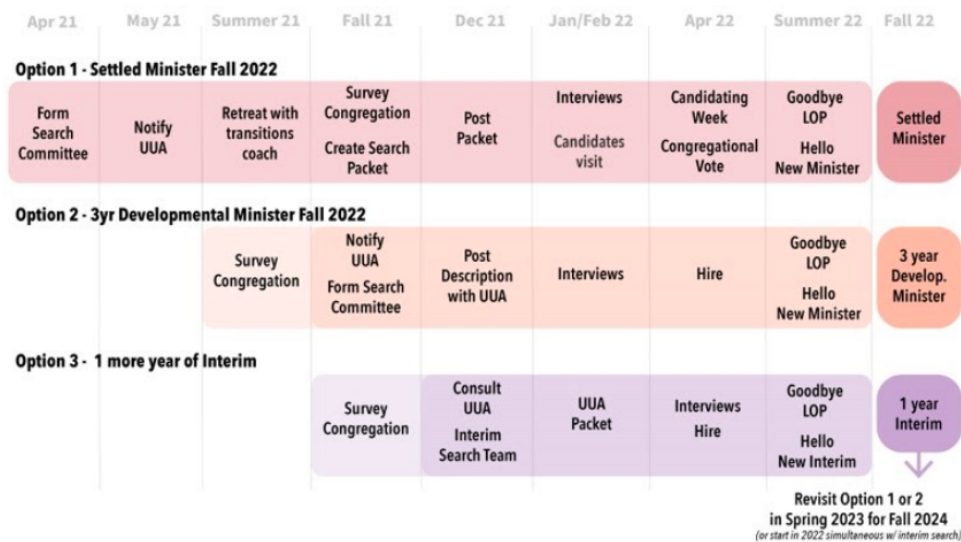 Apr 21 May 21 Summer 21 Fall 21 Dec 21 Jan/Feb 22 Apr 22 Summer 22 Fall 22
Option 1 - Settled Minister Fall 2022
Form
Search
Committee
Notify
UUA
Retreat with
transitions
coach
Survey
Congregation
Create Search
Packet
Post
Packet
Interviews
Candidates
visit
Candidating
Week
Congregational
Vote
Goodbye
LOP
Hello
New Minister
Settled
Minister
Option 2 - 3yr Developmental Minister Fall 2022
Survey
Congregation
Notify
UUA
Form Search
Committee
Post
Description
with UUA
Interviews
Hire
Goodbye
LOP
Hello
New Minister
3 year
Develop.
Minister
Option 3 - 1 more year of Interim
Survey
Congregation
Consult
UUA
Interim
Search Team
UUA
Packet
Interviews
Hire
Goodbye
LOP
Hello
New Interim
1 year
Interim
Revisit Option 1 or 2
in Spring 2023 for Fall 2024
(or start in 2022 simultaneous w/ interim search)